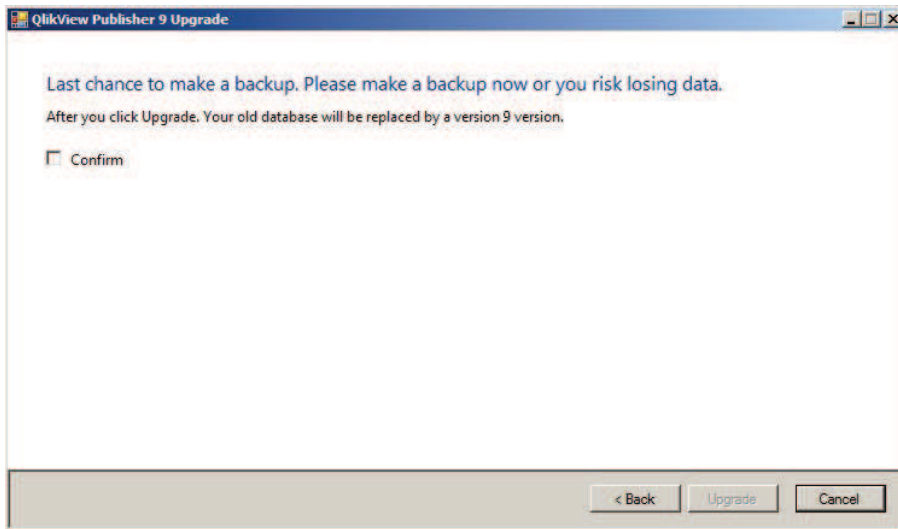 QlikView Publisher 9 Upgrade
Last chance to make a backup. Please make a backup now or you risk losing data.
After you click Upgrade. Your old database will be replaced by a version 9 version.
Confirm
< Back
Upgrade
Cancel